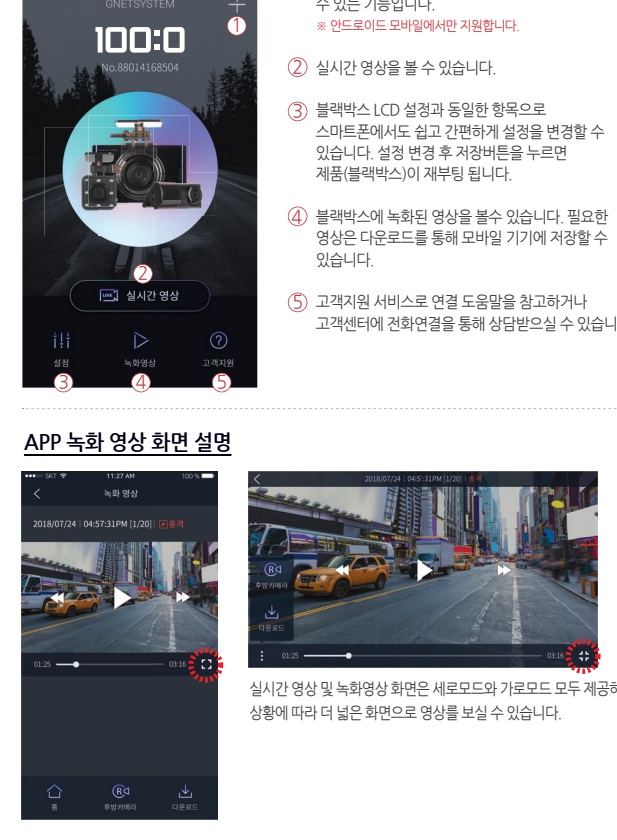 GNETSYSTEM
①
100:0
No.88014168504
② 
LIVE 실시간 영상
설정 녹화영상 고객지원
③ ④ ⑤
수 있는 기능입니다.
※ 안드로이드 모바일에서만 지원합니다.
② 실시간 영상을 볼 수 있습니다.
③ 블랙박스 LCD 설정과 동일한 항목으로
스마트폰에서도 쉽고 간편하게 설정을 변경할 수
있습니다. 설정 변경 후 저장버튼을 누르면
제품(블랙박스)이 재부팅 됩니다.
④ 블랙박스에 녹화된 영상을 볼수 있습니다. 필요한
영상은 다운로드를 통해 모바일 기기에 저장할 수
있습니다.
⑤ 고객지원 서비스로 연결 도움말을 참고하거나
고객센터에 전화연결을 통해 상담받으실 수 있습니
APP 녹화 영상 화면 설명
SKT 11:27 AM 100 %
녹화 영상
2018/07/24 | 04:57:31PM [1/20] | 충격
01:25 03:16
홈 R 후방카메라 다운로드
2018/07/24 | 04:5 :31PM [1/20] | 충격
R
후방카메라
다운로드
01:25 03:16
실시간 영상 및 녹화영상 화면은 세로모드와 가로모드 모두 제공하
상황에 따라 더 넓은 화면으로 영상를 보실 수 있습니다.